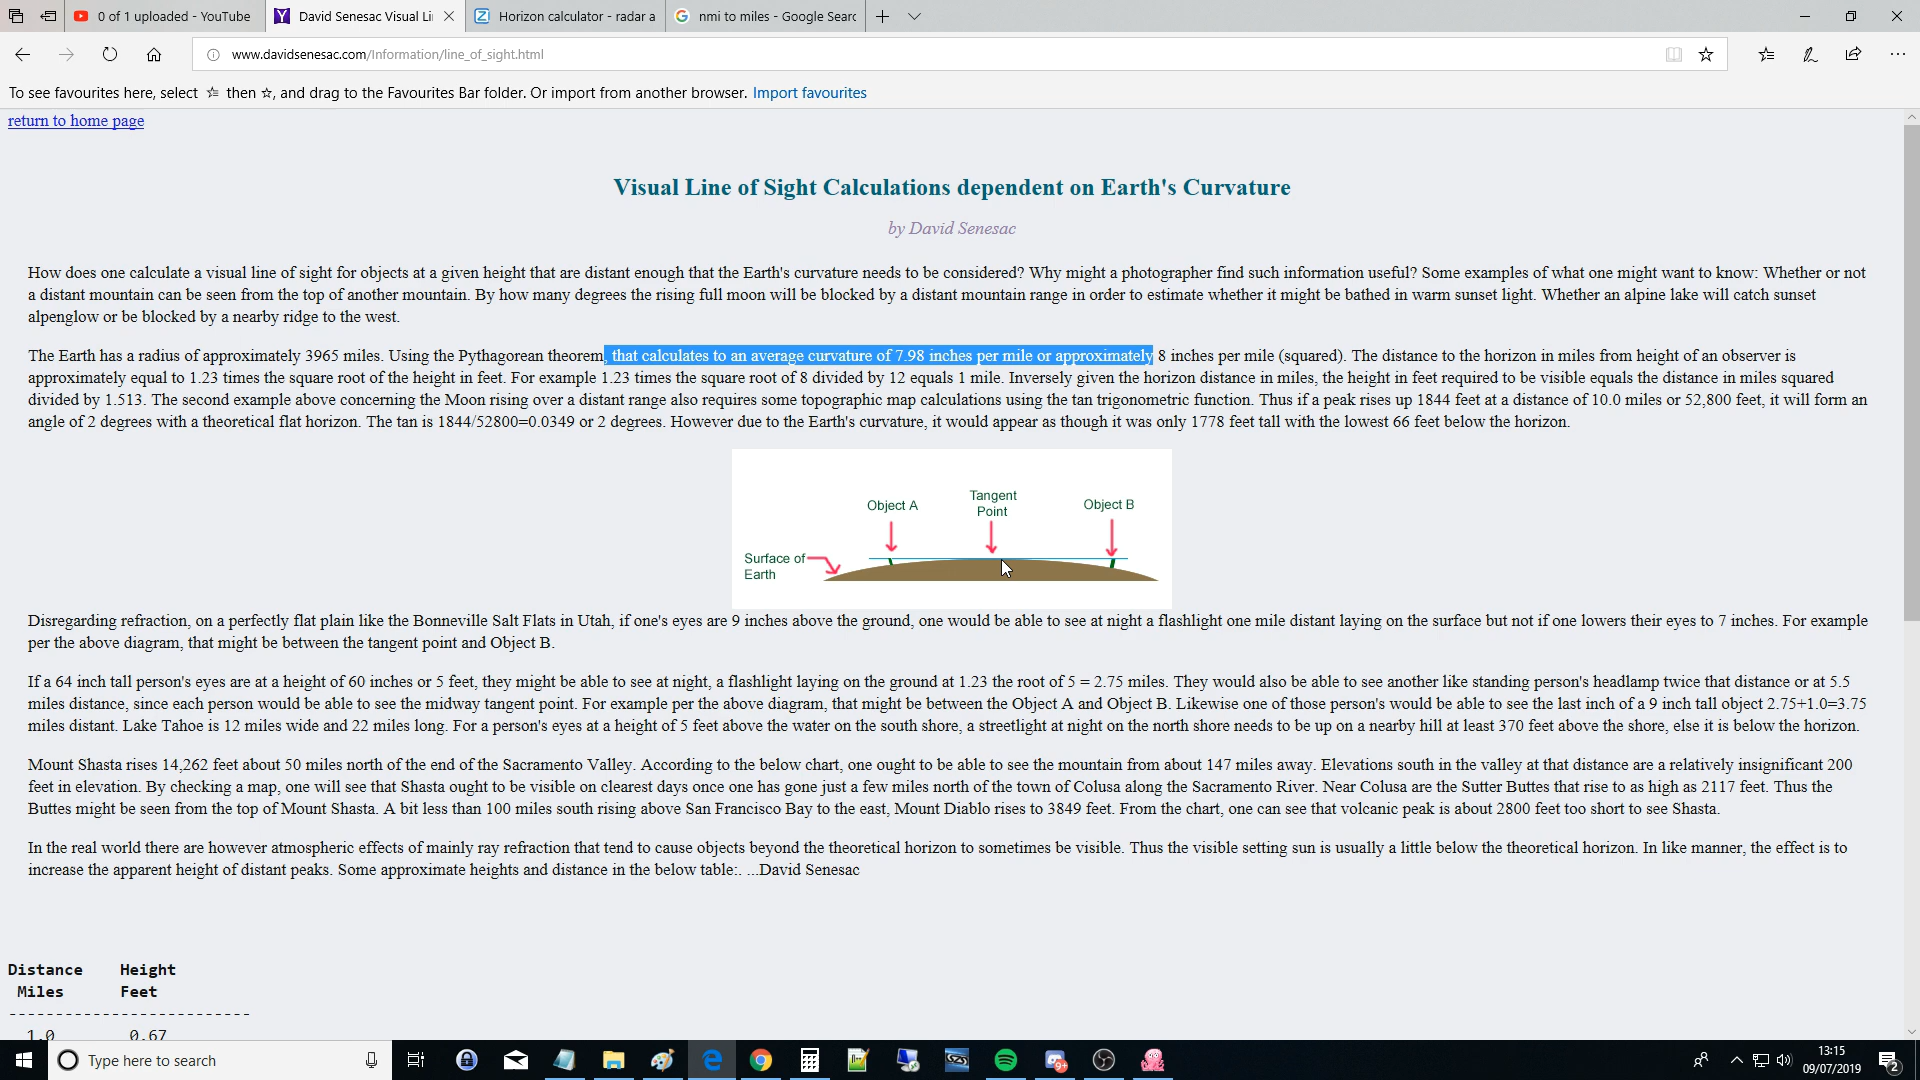 0 of 1 uploaded - YouTube
David Senesac Visual Li
Horizon calculator - radar a
nmi to miles - Google Searc
www.davidsenesac.com/Information/line_of_sight.html
To see favourites here, select then , and drag to the Favourites Bar folder. Or import from another browser. Import favourites
return to home page
Visual Line of Sight Calculations dependent on Earth's Curvature
by David Senesac
How does one calculate a visual line of sight for objects at a given height that are distant enough that the Earth's curvature needs to be considered? Why might a photographer find such information useful? Some examples of what one might want to know: Whether or not
a distant mountain can be seen from the top of another mountain. By how many degrees the rising full moon will be blocked by a distant mountain range in order to estimate whether it might be bathed in warm sunset light. Whether an alpine lake will catch sunset
alpenglow or be blocked by a nearby ridge to the west.
The Earth has a radius of approximately 3965 miles. Using the Pythagorean theorem, that calculates to an average curvature of 7.98 inches per mile or approximately 8 inches per mile (squared). The distance to the horizon in miles from height of an observer is
approximately equal to 1.23 times the square root of the height in feet. For example 1.23 times the square root of 8 divided by 12 equals 1 mile. Inversely given the horizon distance in miles, the height in feet required to be visible equals the distance in miles squared
divided by 1.513. The second example above concerning the Moon rising over a distant range also requires some topographic map calculations using the tan trigonometric function. Thus if a peak rises up 1844 feet at a distance of 10.0 miles or 52,800 feet, it will form an
angle of 2 degrees with a theoretical flat horizon. The tan is 1844/52800=0.0349 or 2 degrees. However due to the Earth's curvature, it would appear as though it was only 1778 feet tall with the lowest 66 feet below the horizon.
Object A
Tangent
Point
Object B
Surface of
Earth
Disregarding refraction, on a perfectly flat plain like the Bonneville Salt Flats in Utah, if one's eyes are 9 inches above the ground, one would be able to see at night a flashlight one mile distant laying on the surface but not if one lowers their eyes to 7 inches. For example
per the above diagram, that might be between the tangent point and Object B.
If a 64 inch tall person's eyes are at a height of 60 inches or 5 feet, they might be able to see at night, a flashlight laying on the ground at 1.23 the root of 5 = 2.75 miles. They would also be able to see another like standing person's headlamp twice that distance or at 5.5
miles distance, since each person would be able to see the midway tangent point. For example per the above diagram, that might be between the Object A and Object B. Likewise one of those person's would be able to see the last inch of a 9 inch tall object 2.75+1.0=3.75
miles distant. Lake Tahoe is 12 miles wide and 22 miles long. For a person's eyes at a height of 5 feet above the water on the south shore, a streetlight at night on the north shore needs to be up on a nearby hill at least 370 feet above the shore, else it is below the horizon.
Mount Shasta rises 14,262 feet about 50 miles north of the end of the Sacramento Valley. According to the below chart, one ought to be able to see the mountain from about 147 miles away. Elevations south in the valley at that distance are a relatively insignificant 200
feet in elevation. By checking a map, one will see that Shasta ought to be visible on clearest days once one has gone just a few miles north of the town of Colusa along the Sacramento River. Near Colusa are the Sutter Buttes that rise to as high as 2117 feet. Thus the
Buttes might be seen from the top of Mount Shasta. A bit less than 100 miles south rising above San Francisco Bay to the east, Mount Diablo rises to 3849 feet. From the chart, one can see that volcanic peak is about 2800 feet too short to see Shasta.
In the real world there are however atmospheric effects of mainly ray refraction that tend to cause objects beyond the theoretical horizon to sometimes be visible. Thus the visible setting sun is usually a little below the theoretical horizon. In like manner, the effect is to
increase the apparent height of distant peaks. Some approximate heights and distance in the below table:. ...David Senesac
Distance Height
Miles Feet
-------------------------
1.0 0.67
Type here to search
13:15
09/07/2019
2